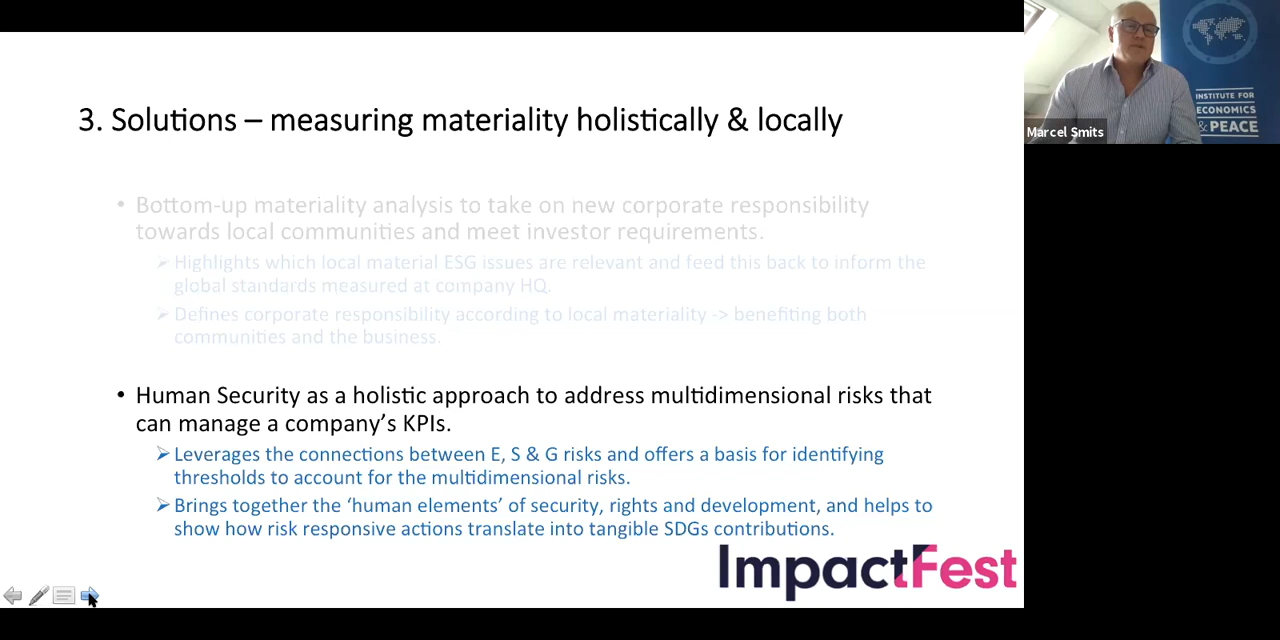 3. Solutions – measuring materiality holistically & locally
• Bottom-up materiality analysis to take on new corporate responsibility
towards local communities and meet investor requirements.
➢ Highlights which local material ESG issues are relevant and feed this back to inform the
global standards measured at company HQ.
➢ Defines corporate responsibility according to local materiality -> benefiting both
communities and the business.
• Human Security as a holistic approach to address multidimensional risks that
can manage a company’s KPIs.
➢ Leverages the connections between E, S & G risks and offers a basis for identifying
thresholds to account for the multidimensional risks.
➢ Brings together the ‘human elements’ of security, rights and development, and helps to
show how risk responsive actions translate into tangible SDGs contributions.
ImpactFest
INSTITUTE FOR
ECONOMICS
& PEACE
Marcel Smits